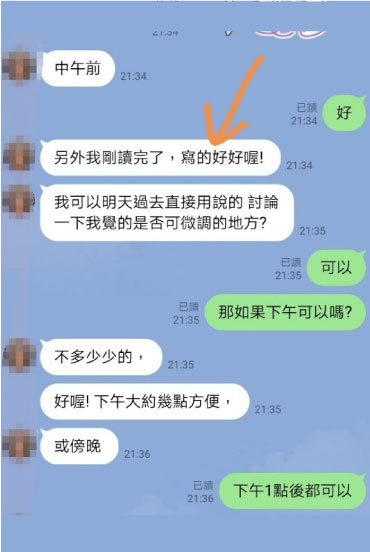 中午前
21:34
已讀
21:34
好
另外我剛讀完了，寫的好好喔!
21:34
我可以明天過去直接用說的 討論
一下我覺的是否可微調的地方?
21:35
已讀
21:35
可以
已讀
21:35
那如果下午可以嗎?
不多少少的，
21:35
好喔! 下午大約幾點方便，
21:35
或傍晚
21:36
已讀
21:36
下午1點後都可以